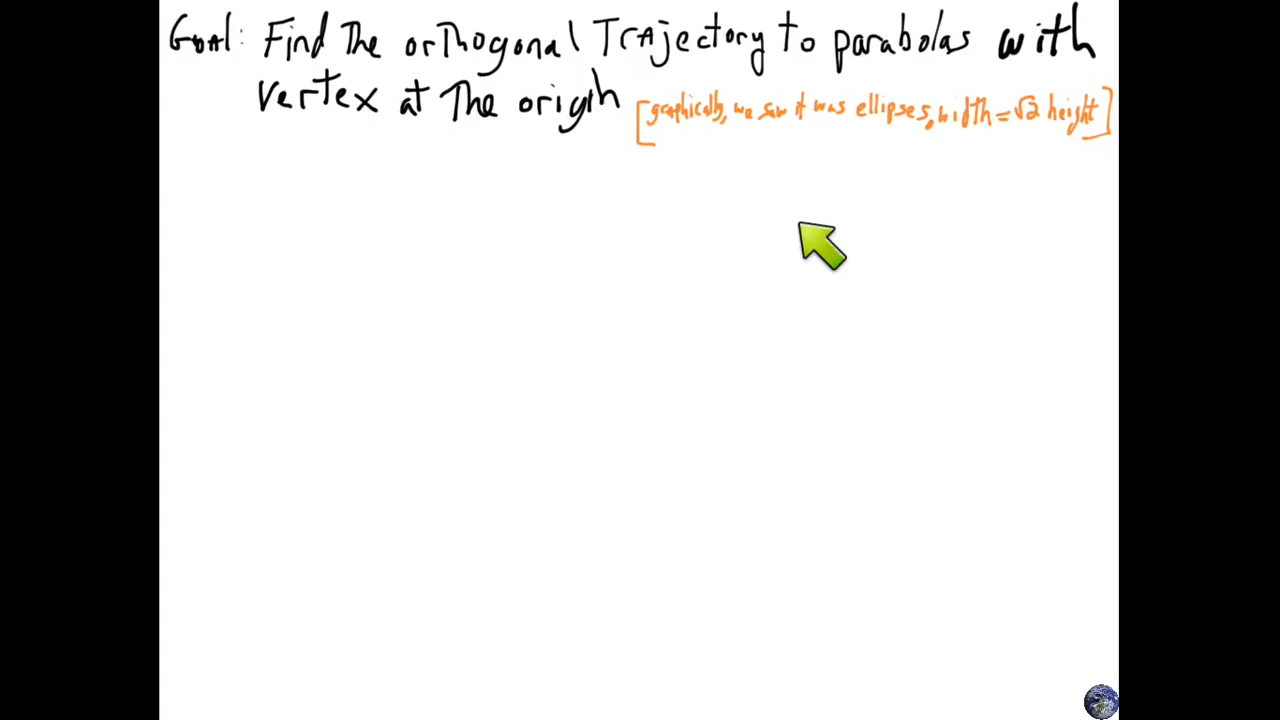 Goal: Find The orthogonal Trajectory to parabolas with
vertex at The origin
[graphically, we saw it was ellipses, width = √2 height]